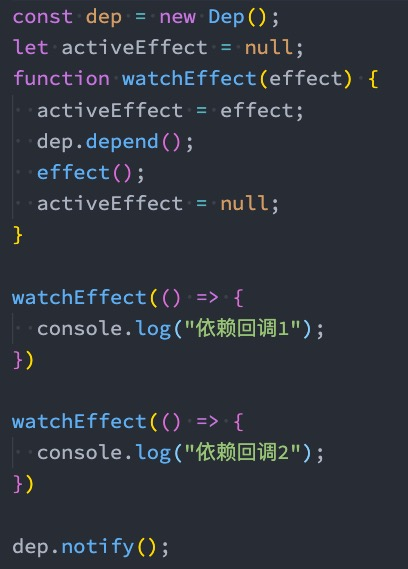 const dep = new Dep();
let activeEffect = null;
function watchEffect(effect) {
  activeEffect = effect;
  dep.depend();
  effect();
  activeEffect = null;
}

watchEffect(() => {
  console.log("依赖回调1");
})

watchEffect(() => {
  console.log("依赖回调2");
})

dep.notify();